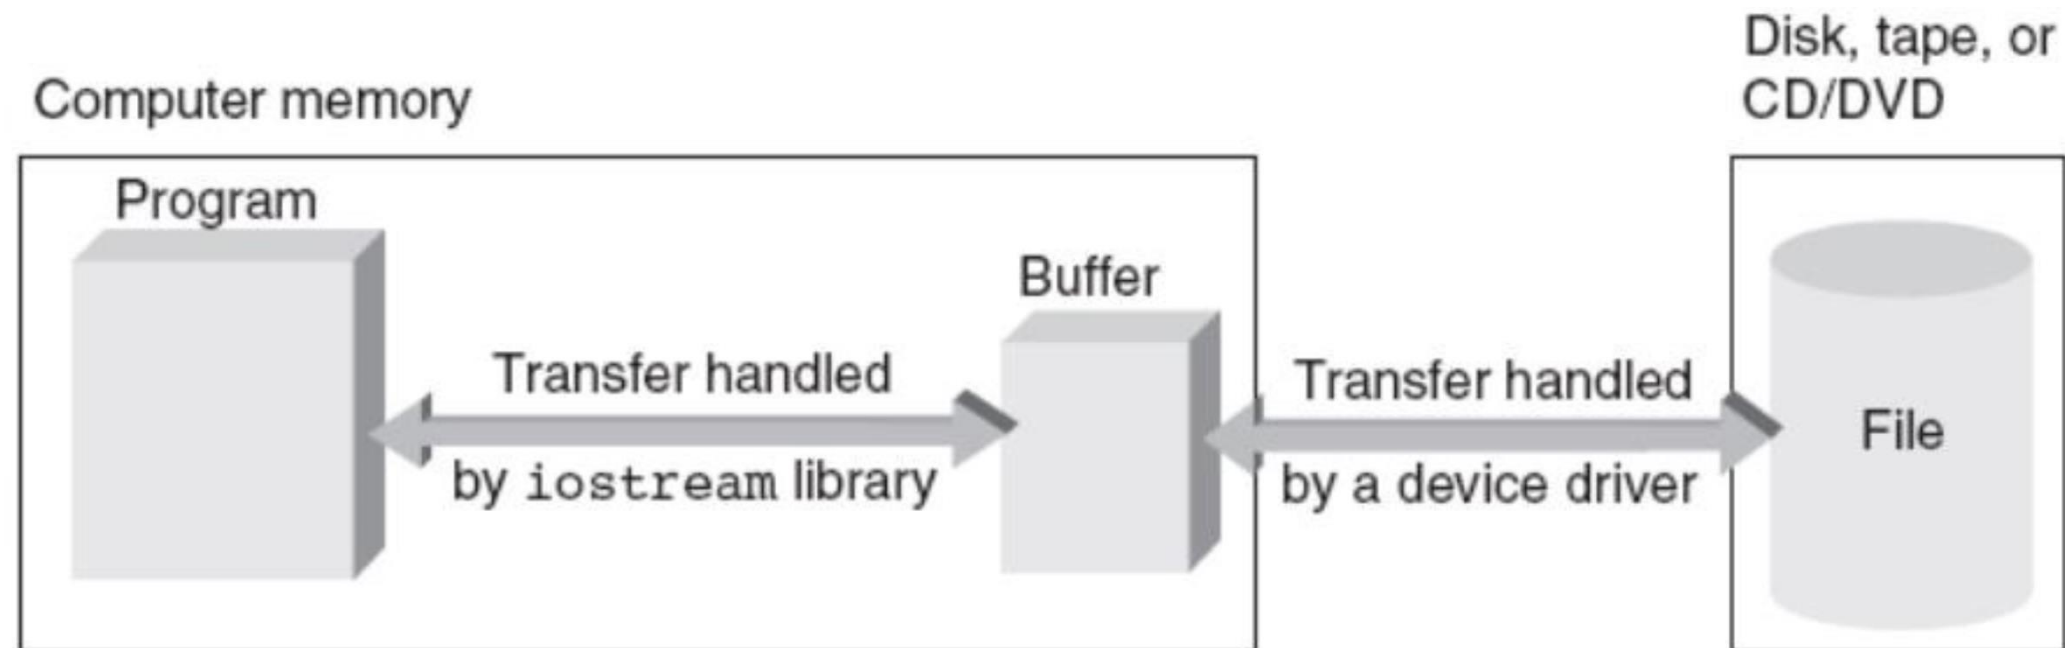 Disk, tape, or
CD/DVD
Computer memory
Program
Buffer
Transfer handled
by iostream library
Transfer handled
by a device driver
File